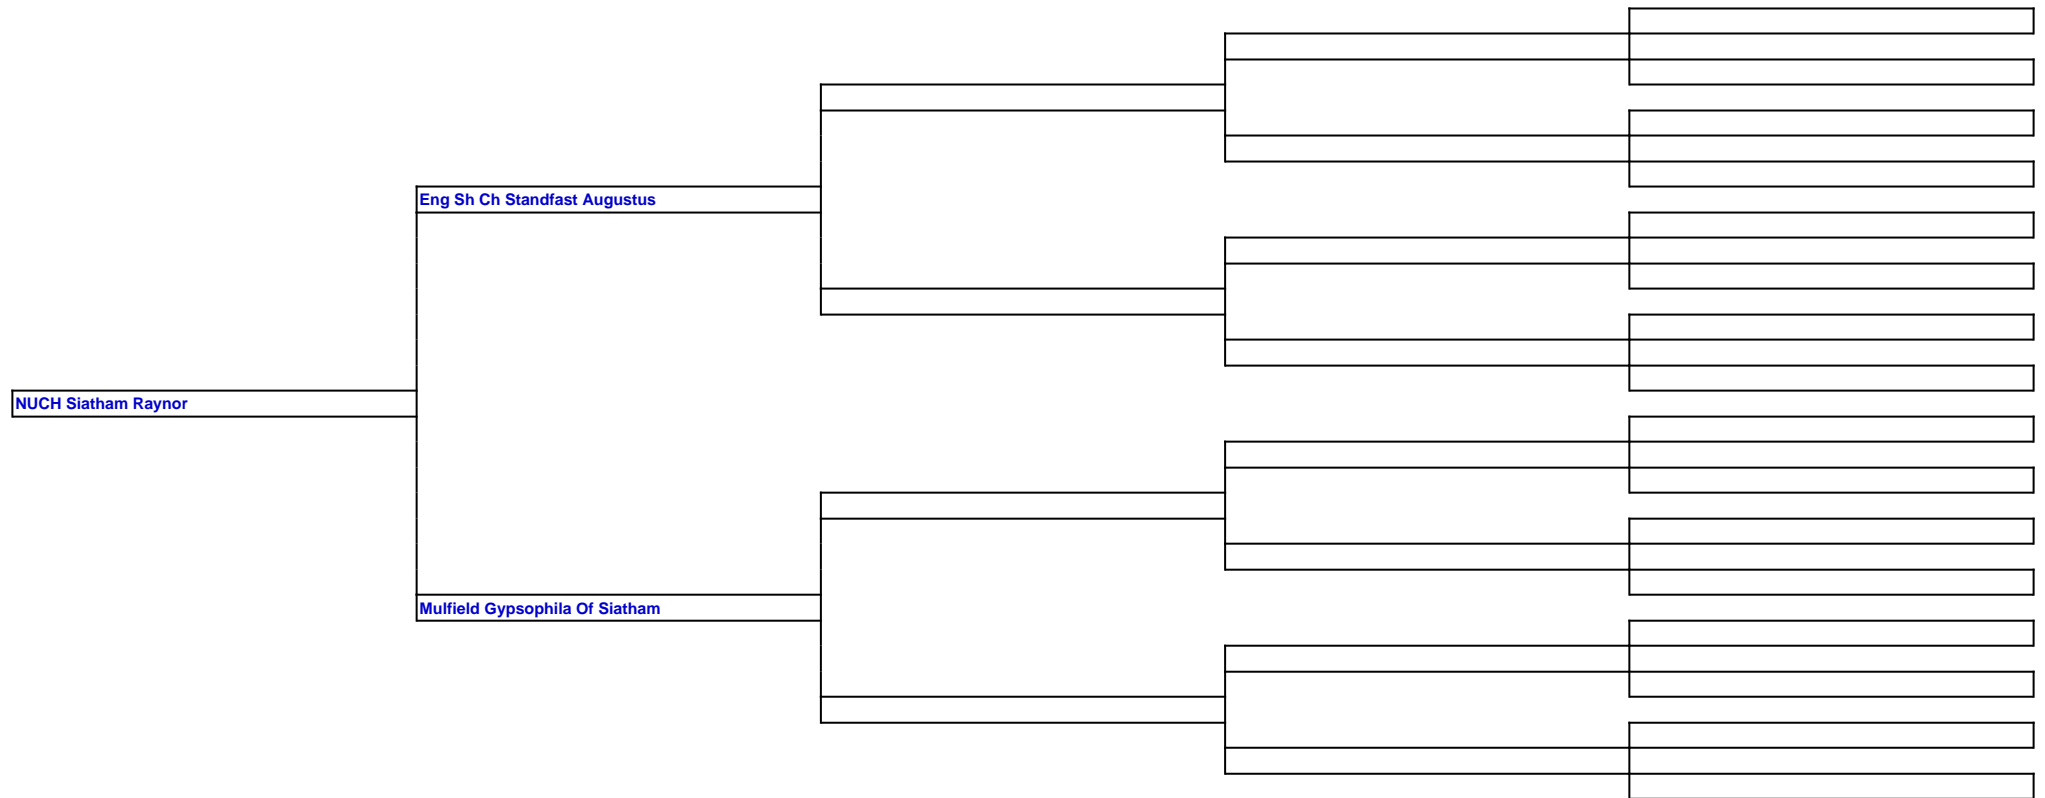 Eng Sh Ch Standfast Augustus
NUCH Siatham Raynor
Mulfield Gypsophila Of Siatham